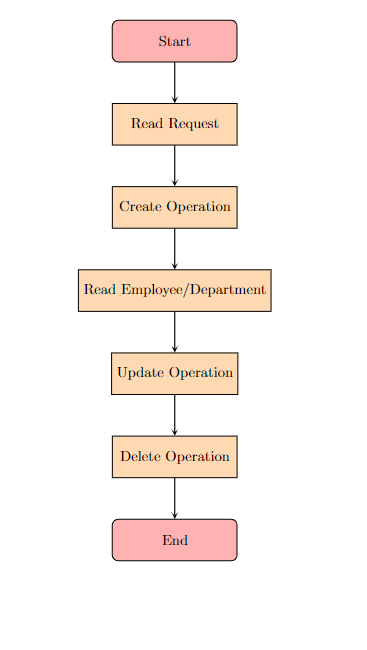 Start
Read Request
Create Operation
Read Employee/Department
Update Operation
Delete Operation
End